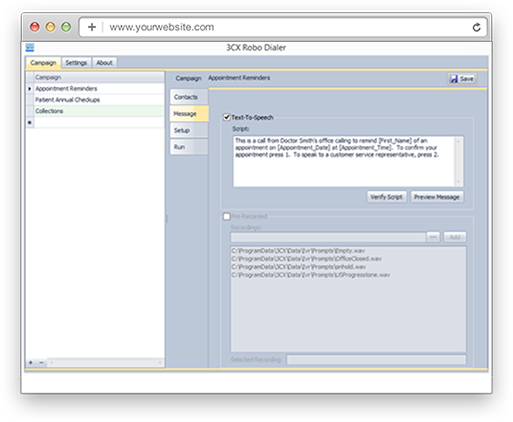 www.yourwebsite.com
3CX Robo Dialer
Campaign Settings About
Campaign
Appointment Reminders
Patient Annual Checkups
Collections
Campaign Appointment Reminders
Save
Contacts
Message
Setup
Run
Text-To-Speech
Script:
This is a call from Doctor Smith's office calling to remind [First_Name] of an
appointment on [Appointment_Date] at [Appointment_Time]. To confirm your
appointment press 1. To speak to a customer service representative, press 2.
Verify Script Preview Message
Pre-Recorded
Recordings:
... Add
C:\ProgramData\3CX\Data\Ivr\Prompts\Empty.wav
C:\ProgramData\3CX\Data\Ivr\Prompts\OfficeClosed.wav
C:\ProgramData\3CX\Data\Ivr\Prompts\onhold.wav
C:\ProgramData\3CX\Data\Ivr\Prompts\USProgresstone.wav
Selected Recording: